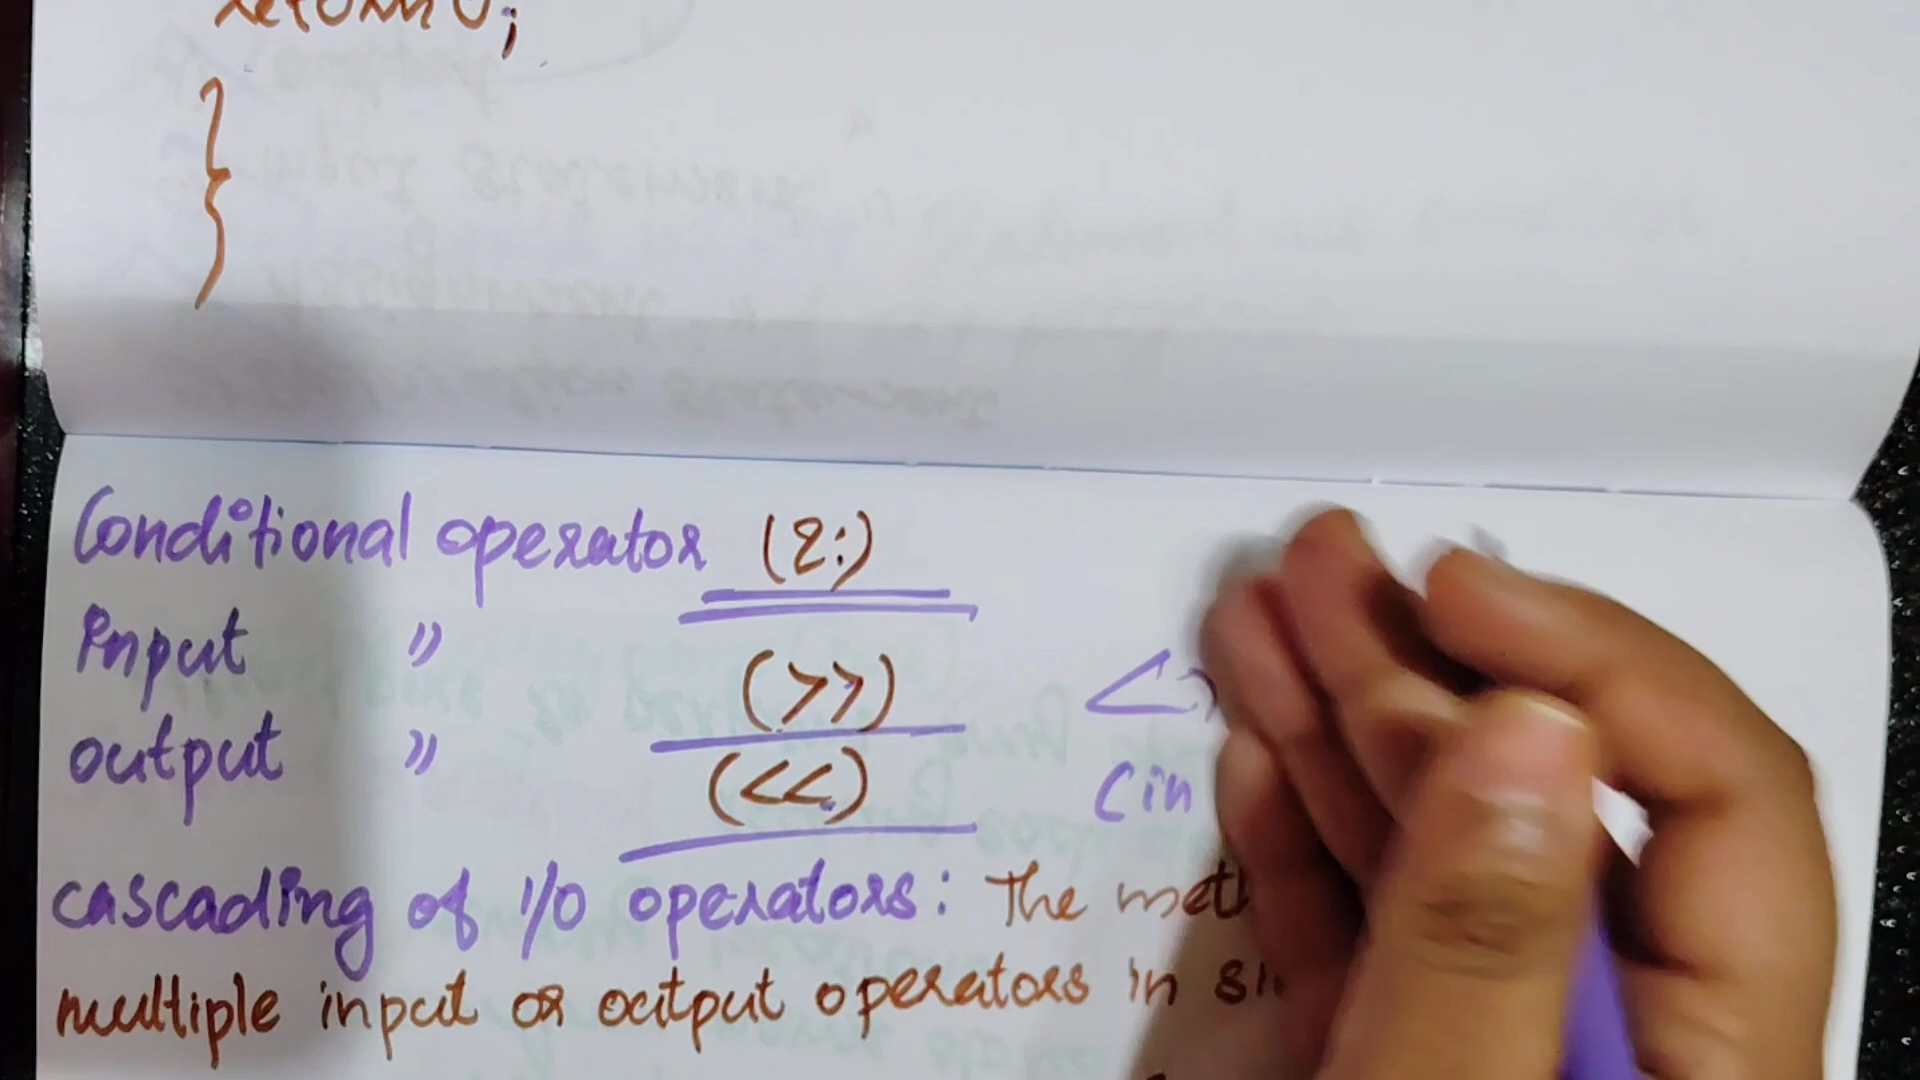 return 0;
}
Conditional operator (?:)
Input " (>>)
output " (<<)
Cin
cascading of I/O operators: The
multiple input or output operators in